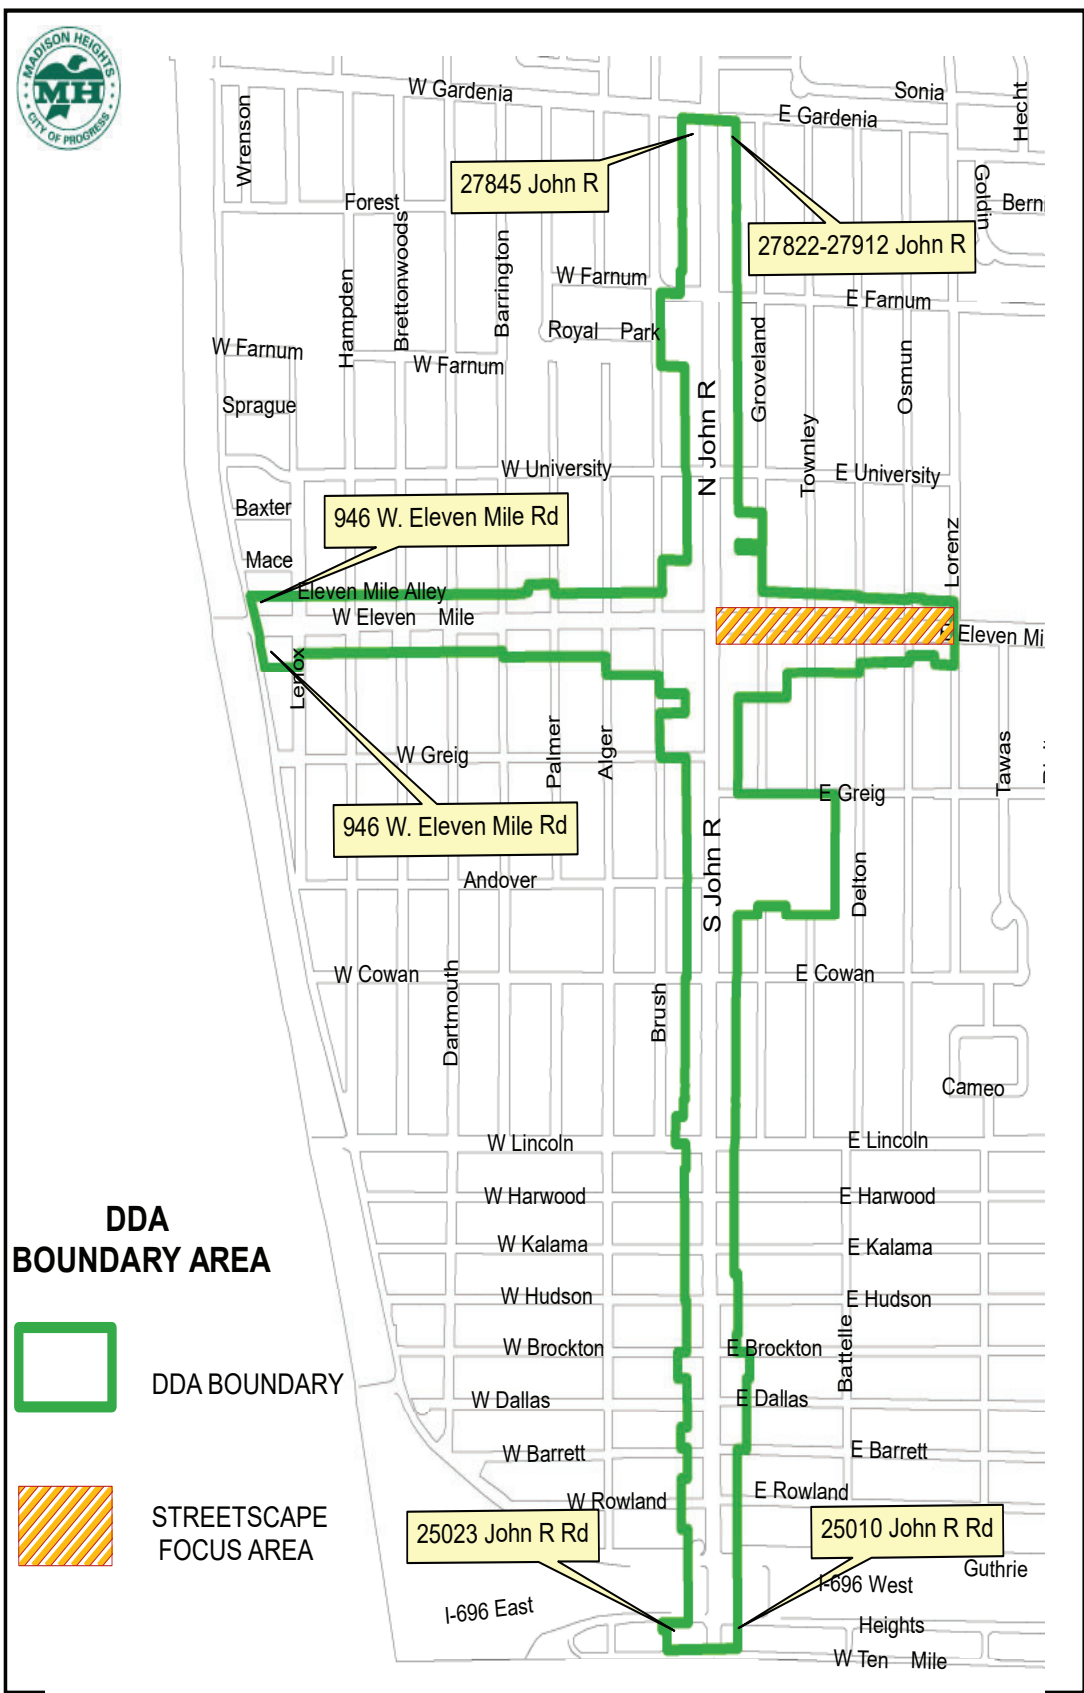 MADISON HEIGHTS
MH
CITY OF PROGRESS
W Gardenia
Sonia
Hecht
E Gardenia
Wrenson
27845 John R
Goldin
Forest
Bern
Brettonwoods
Barrington
27822-27912 John R
Hampden
W Farnum
E Farnum
Royal Park
Groveland
W Farnum
W Farnum
Osmun
Sprague
N John R
Townley
W University
E University
Baxter
946 W. Eleven Mile Rd
Mace
Lorenz
Eleven Mile Alley
W Eleven Mile
Eleven Mi
Lenox
W Greig
Palmer
Alger
Tawas
E Greig
946 W. Eleven Mile Rd
S John R
Andover
Delton
W Cowan
E Cowan
Dartmouth
Brush
Cameo
W Lincoln
E Lincoln
W Harwood
E Harwood
DDA
BOUNDARY AREA
W Kalama
E Kalama
W Hudson
E Hudson
W Brockton
E Brockton
Battelle
DDA BOUNDARY
W Dallas
E Dallas
W Barrett
E Barrett
W Rowland
E Rowland
STREETSCAPE
FOCUS AREA
25023 John R Rd
25010 John R Rd
Guthrie
I-696 West
I-696 East
Heights
W Ten Mile